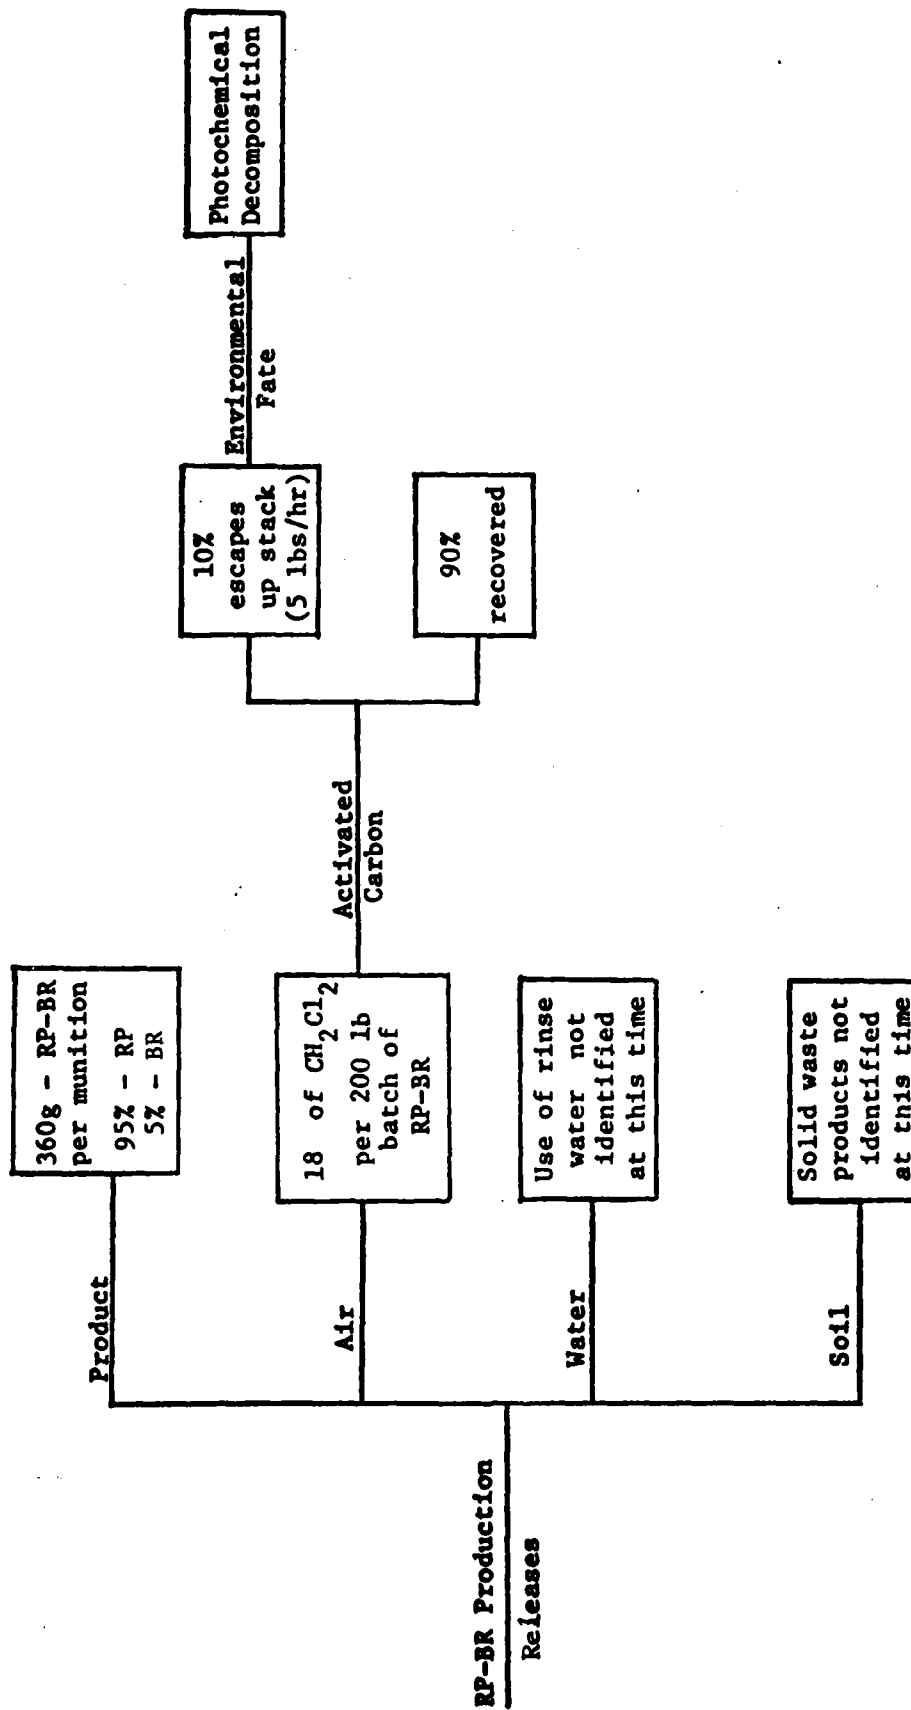 RP-BR Production
Releases
Product
360g - RP-BR
per munition
95% - RP
5% - BR
Air
18 of CH2Cl2
per 200 lb
batch of
RP-BR
Activated
Carbon
10%
escapes
up stack
(5 lbs/hr)
Environmental
Fate
Photochemical
Decomposition
90%
recovered
Water
Use of rinse
water not
identified
at this time
Soil
Solid waste
products not
identified
at this time